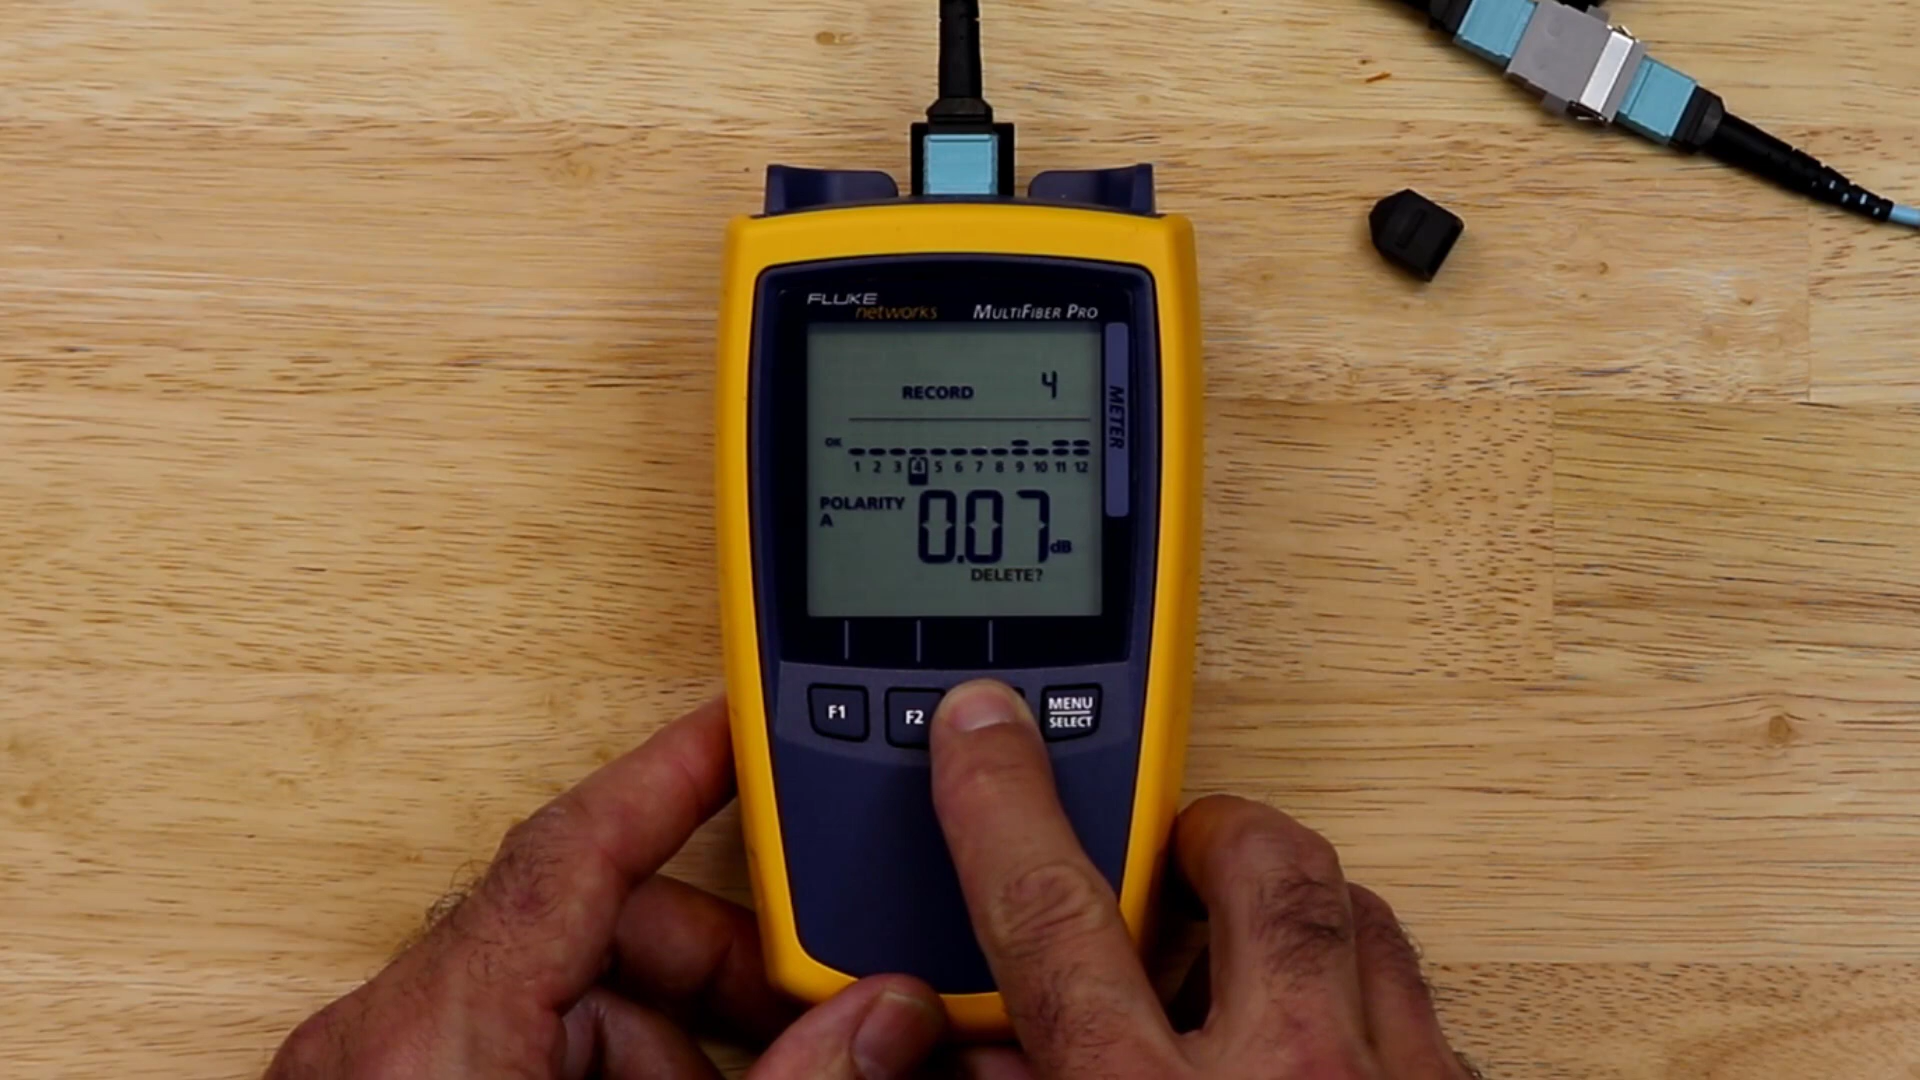 FLUKE
networks
MULTIFIBER PRO
METER
RECORD 4
OK
1 2 3 4 5 6 7 8 9 10 11 12
POLARITY
A
0.07 dB
DELETE?
F1
F2
MENU
SELECT